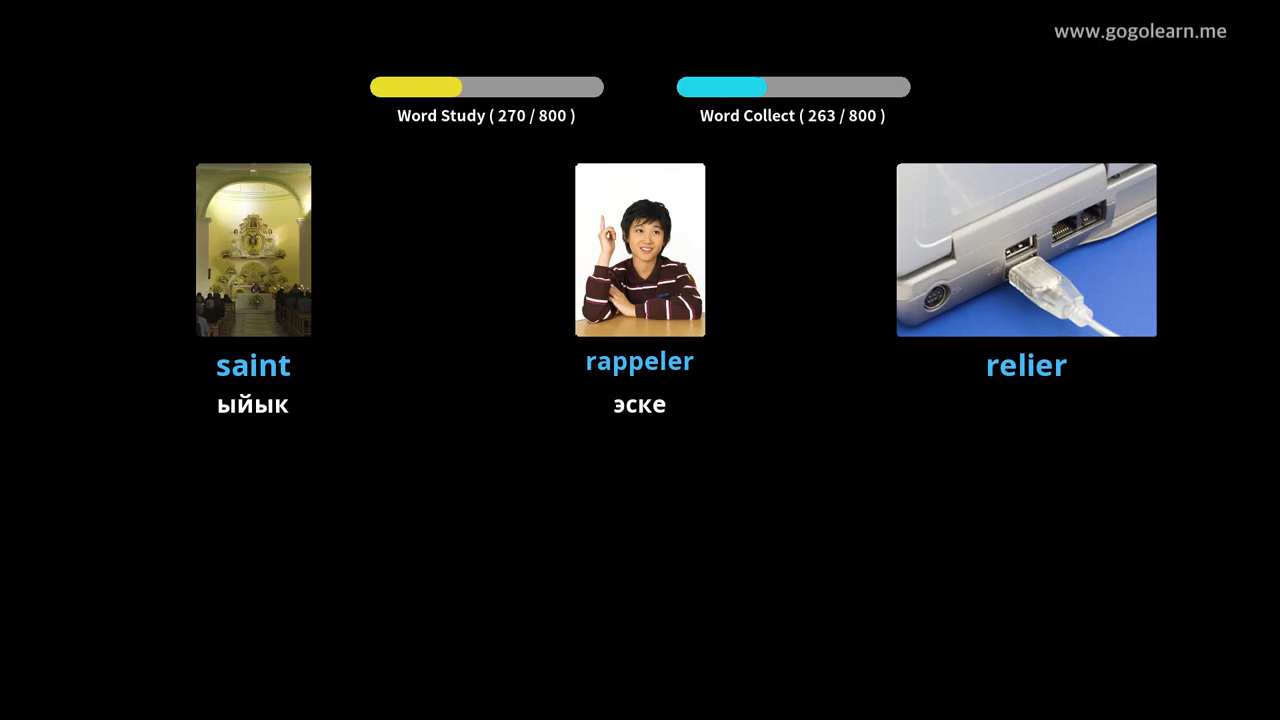 www.gogolearn.me
Word Study ( 270 / 800 )
Word Collect ( 263 / 800 )
saint
rappeler
relier
ыйык
эске